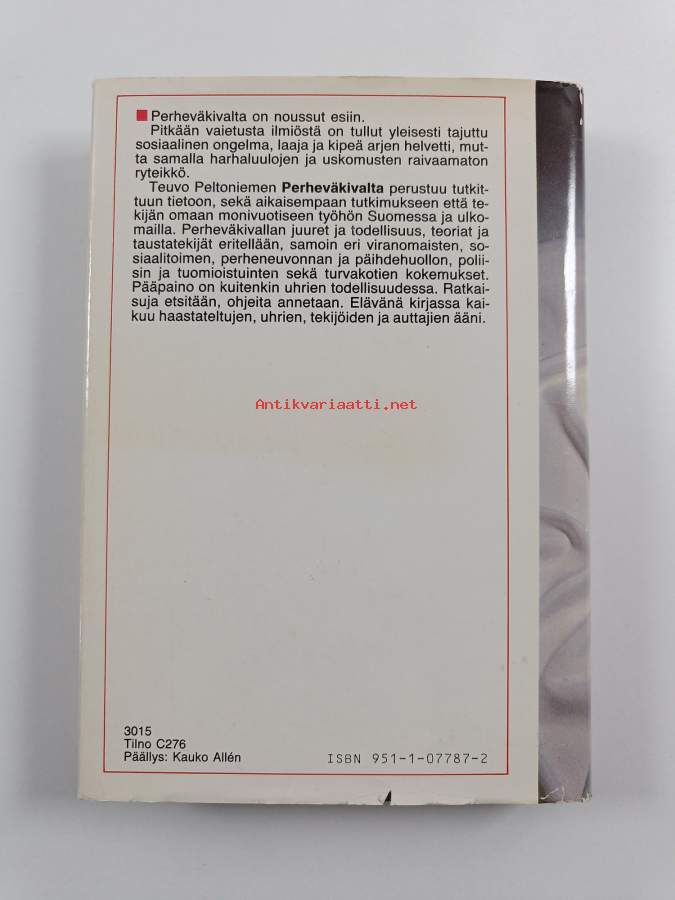 Perheväkivalta on noussut esiin.
Pitkään vaietusta ilmiöstä on tullut yleisesti tajuttu
sosiaalinen ongelma, laaja ja kipeä arjen helvetti, mut-
ta samalla harhaluulojen ja uskomusten raivaamaton
ryteikkö.
Teuvo Peltoniemen Perheväkivalta perustuu tutkit-
tuun tietoon, sekä aikaisempaan tutkimukseen että te-
kijän omaan monivuotiseen työhön Suomessa ja ulko-
mailla. Perheväkivallan juuret ja todellisuus, teoriat ja
taustatekijät eritellään, samoin eri viranomaisten, so-
siaalitoimen, perheneuvonnan ja päihdehuollon, polii-
sin ja tuomioistuinten sekä turvakotien kokemukset.
Pääpaino on kuitenkin uhrien todellisuudessa. Ratkai-
suja etsitään, ohjeita annetaan. Elävänä kirjassa kai-
kuu haastateltujen, uhrien, tekijöiden ja auttajien ääni.
Antikvariaatti.net
3015
Tilno C276
Päällys: Kauko Allén
ISBN 951-1-07787-2